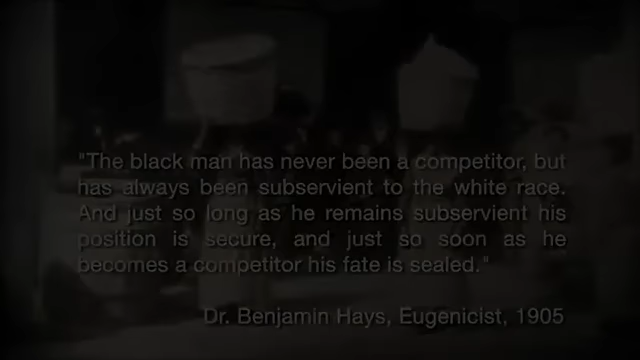 "The black man has never been a competitor, but
has always been subservient to the white race.
And just so long as he remains subservient his
position is secure, and just so soon as he
becomes a competitor his fate is sealed."
Dr. Benjamin Hays, Eugenicist, 1905